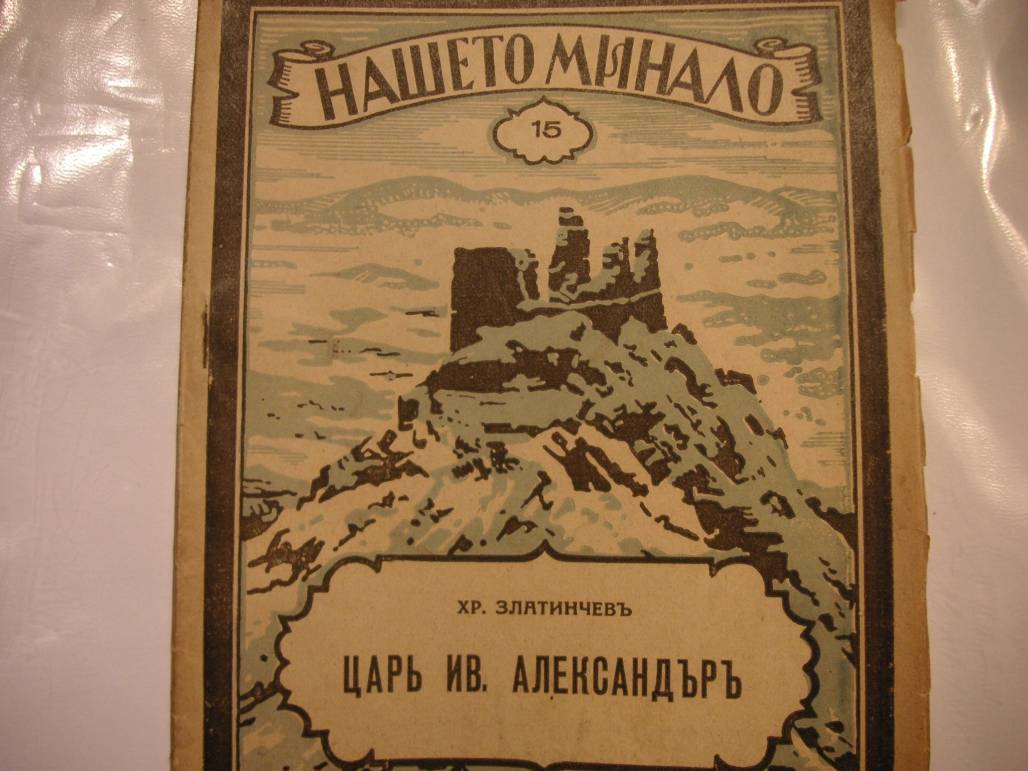 НАШЕТО МИНАЛО
15
ХР. ЗЛАТИНЧЕВЪ
ЦАРЬ ИВ. АЛЕКСАНДЪРЪ